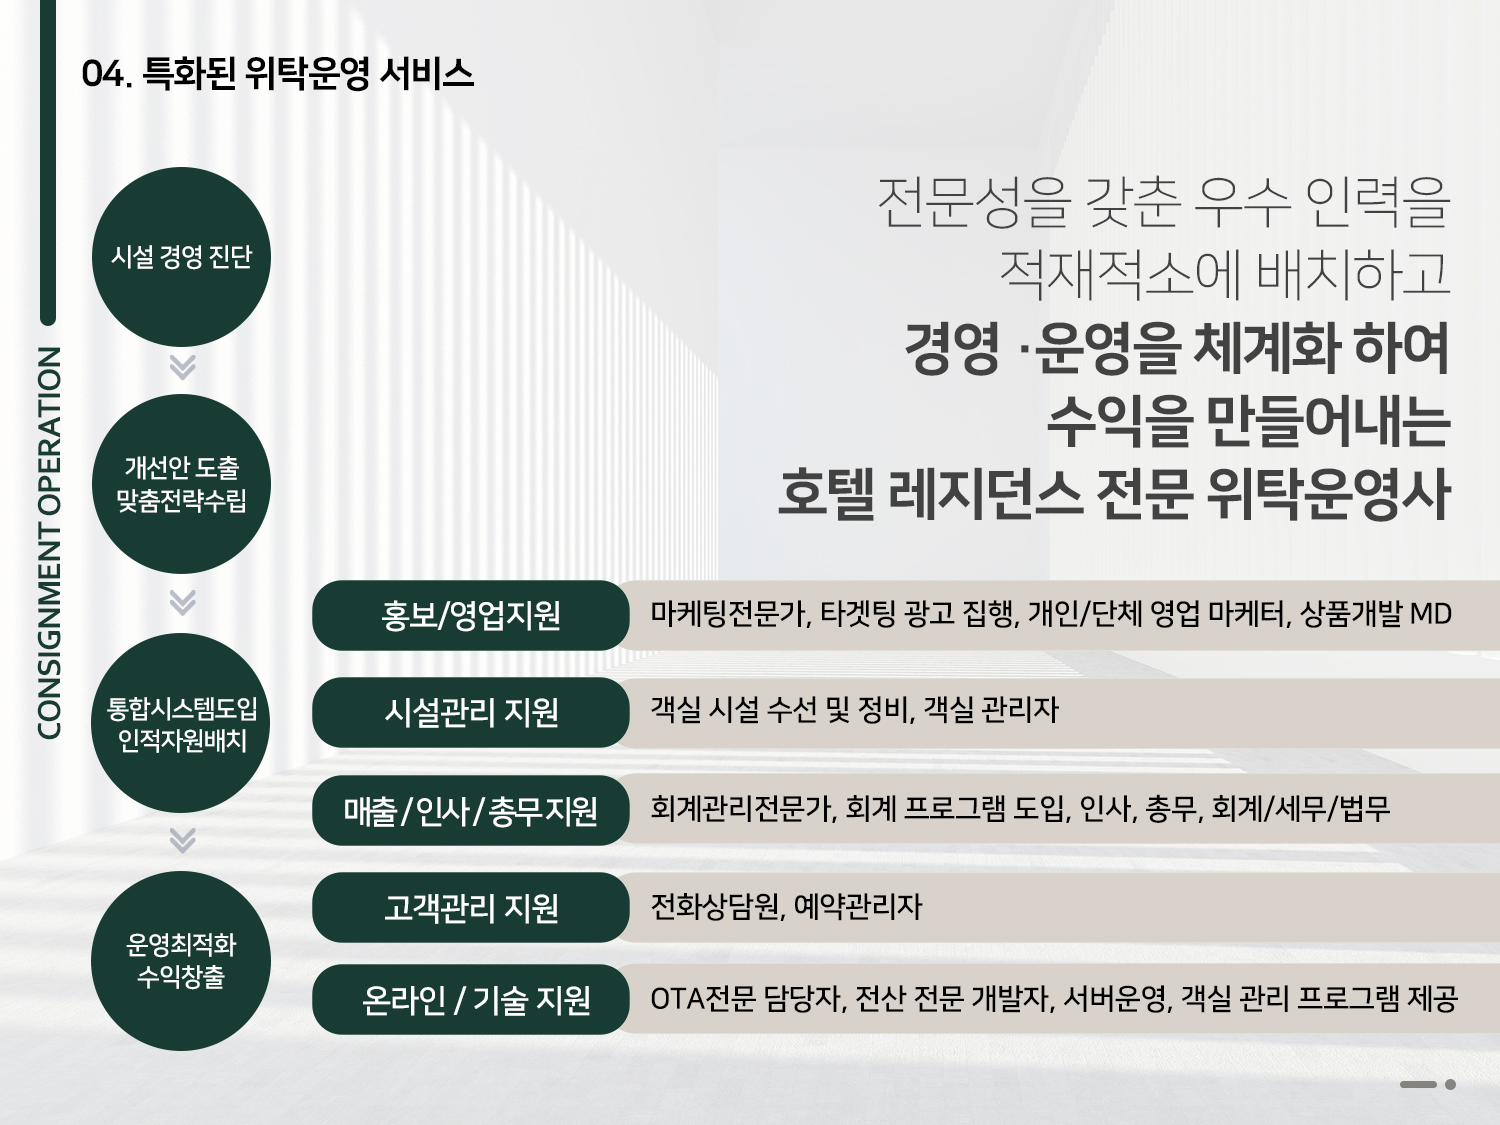 04. 특화된 위탁운영 서비스
CONSIGNMENT OPERATION
시설 경영 진단
개선안 도출
맞춤전략수립
통합시스템도입
인적자원배치
운영최적화
수익창출
전문성을 갖춘 우수 인력을
적재적소에 배치하고
경영 ·운영을 체계화 하여
수익을 만들어내는
호텔 레지던스 전문 위탁운영사
홍보/영업지원
마케팅전문가, 타겟팅 광고 집행, 개인/단체 영업 마케터, 상품개발 MD
시설관리 지원
객실 시설 수선 및 정비, 객실 관리자
매출 / 인사 / 총무 지원
회계관리전문가, 회계 프로그램 도입, 인사, 총무, 회계/세무/법무
고객관리 지원
전화상담원, 예약관리자
온라인 / 기술 지원
OTA전문 담당자, 전산 전문 개발자, 서버운영, 객실 관리 프로그램 제공